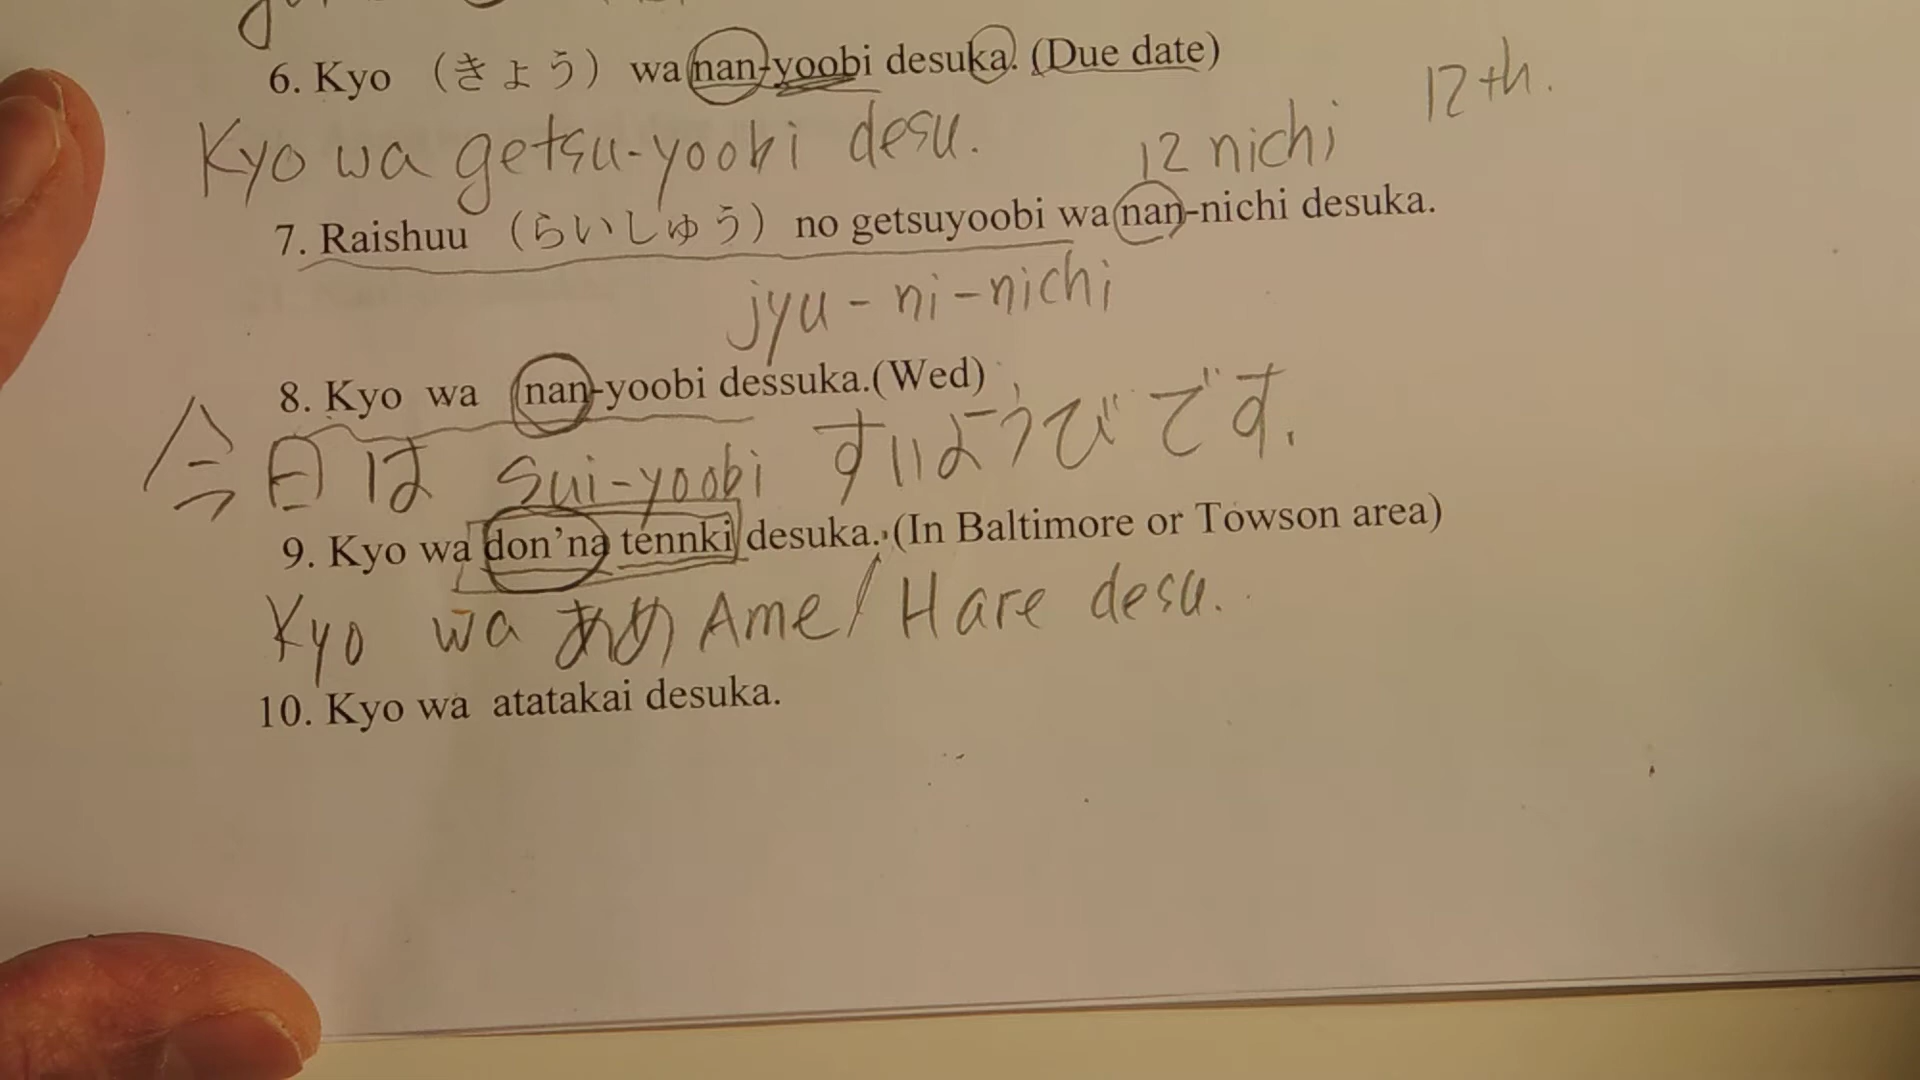 6. Kyo （きょう） wa nan-yoobi desuka. (Due date)
12th.
Kyo wa getsu-yoobi desu.
12 nichi
7. Raishuu （らいしゅう） no getsuyoobi wa nan-nichi desuka.
jyu-ni-nichi
8. Kyo wa nan-yoobi dessuka.(Wed)
今日は sui-yoobi すいようびです.
9. Kyo wa don'na tennki desuka. (In Baltimore or Towson area)
Kyo wa あめ Ame/Hare desu.
10. Kyo wa atatakai desuka.